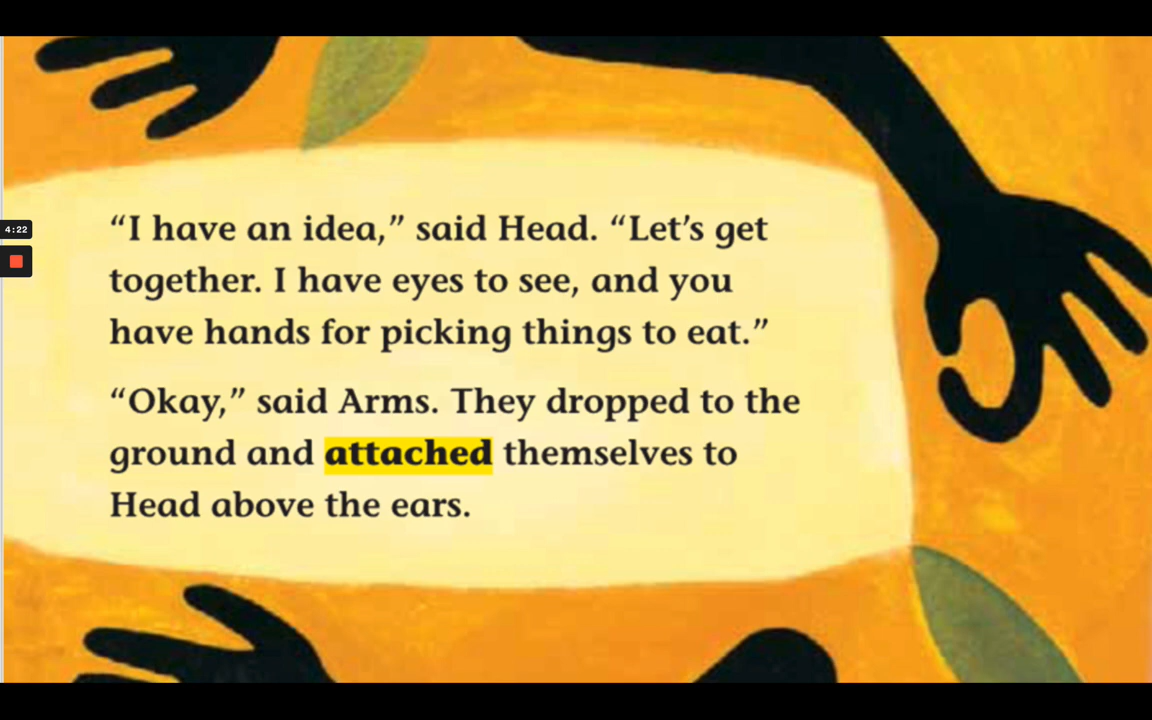 “I have an idea,” said Head. “Let’s get
together. I have eyes to see, and you
have hands for picking things to eat.”
“Okay,” said Arms. They dropped to the
ground and attached themselves to
Head above the ears.
4:22